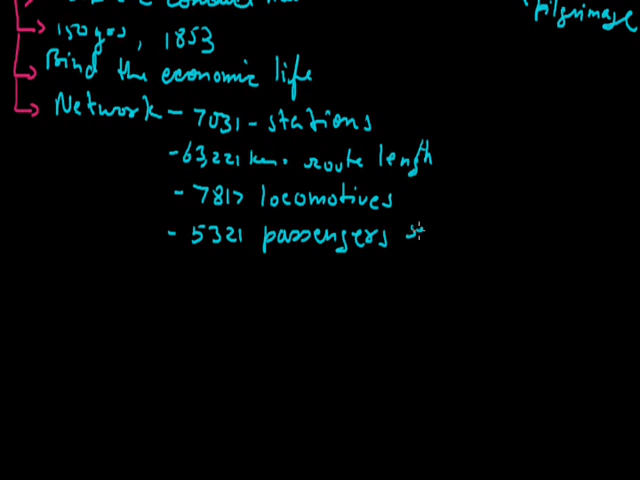 pilgrimage
150 yrs, 1853
Bind the economic life
Network - 7031 - stations
- 63,221 km. route length
- 7817 locomotives
- 5321 passengers